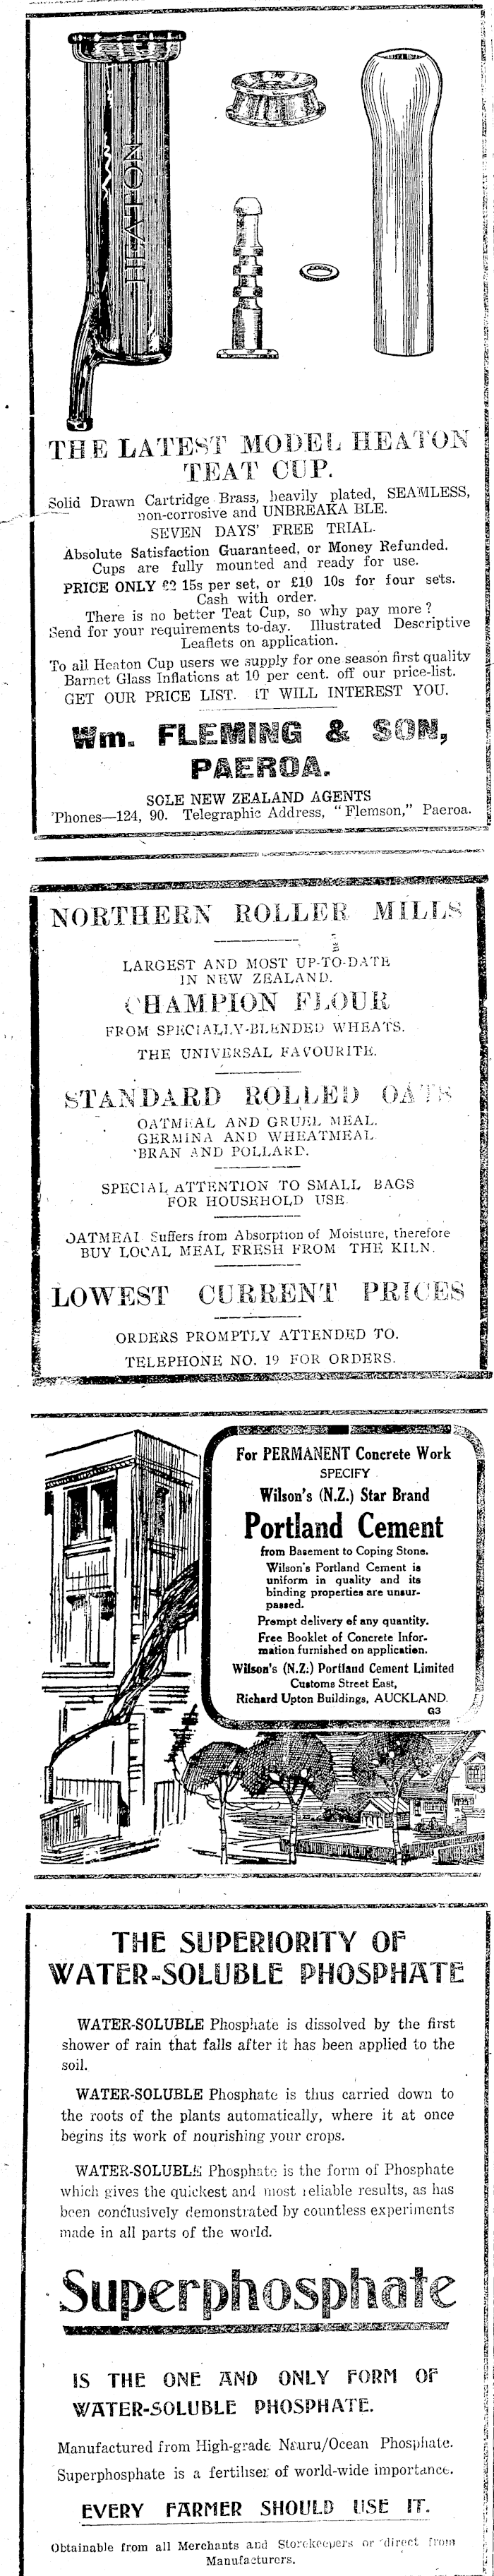 HEATON
THE LATEST MODEL HEATON
TEAT CUP.
Solid Drawn Cartridge Brass, heavily plated, SEAMLESS,
non-corrosive and UNBREAKA BLE.
SEVEN DAYS' FREE TRIAL.
Absolute Satisfaction Guaranteed, or Money Refunded.
Cups are fully mounted and ready for use.
PRICE ONLY £2 15s per set, or £10 10s for four sets.
Cash with order.
There is no better Teat Cup, so why pay more?
Send for your requirements to-day. Illustrated Descriptive
Leaflets on application.
To all Heaton Cup users we supply for one season first quality
Barnet Glass Inflations at 10 per cent. off our price-list.
GET OUR PRICE LIST. IT WILL INTEREST YOU.
Wm. FLEMING & SON,
PAEROA.
SOLE NEW ZEALAND AGENTS
'Phones—124, 90. Telegraphic Address, "Flemson," Paeroa.
NORTHERN ROLLER MILLS
LARGEST AND MOST UP-TO-DATE
IN NEW ZEALAND.
CHAMPION FLOUR
FROM SPECIALLY-BLENDED WHEATS.
THE UNIVERSAL FAVOURITE.
STANDARD ROLLED OATS
OATMEAL AND GRUEL MEAL.
GERMINA AND WHEATMEAL
BRAN AND POLLARD.
SPECIAL ATTENTION TO SMALL BAGS
FOR HOUSEHOLD USE
OATMEAL Suffers from Absorption of Moisture, therefore
BUY LOCAL MEAL FRESH FROM THE KILN.
LOWEST CURRENT PRICES
ORDERS PROMPTLY ATTENDED TO.
TELEPHONE NO. 19 FOR ORDERS.
For PERMANENT Concrete Work
SPECIFY
Wilson's (N.Z.) Star Brand
Portland Cement
from Basement to Coping Stone.
Wilson's Portland Cement is
uniform in quality and its
binding properties are unsur-
passed.
Prompt delivery of any quantity.
Free Booklet of Concrete Infor-
mation furnished on application.
Wilson's (N.Z.) Portland Cement Limited
Customs Street East,
Richard Upton Buildings, AUCKLAND.
G3
THE SUPERIORITY OF
WATER-SOLUBLE PHOSPHATE
WATER-SOLUBLE Phosphate is dissolved by the first
shower of rain that falls after it has been applied to the
soil.
WATER-SOLUBLE Phosphate is thus carried down to
the roots of the plants automatically, where it at once
begins its work of nourishing your crops.
WATER-SOLUBLE Phosphate is the form of Phosphate
which gives the quickest and most reliable results, as has
been conclusively demonstrated by countless experiments
made in all parts of the world.
Superphosphate
IS THE ONE AND ONLY FORM OF
WATER-SOLUBLE PHOSPHATE.
Manufactured from High-grade Nauru/Ocean Phosphate.
Superphosphate is a fertiliser of world-wide importance.
EVERY FARMER SHOULD USE IT.
Obtainable from all Merchants and Storekeepers or direct from
Manufacturers.